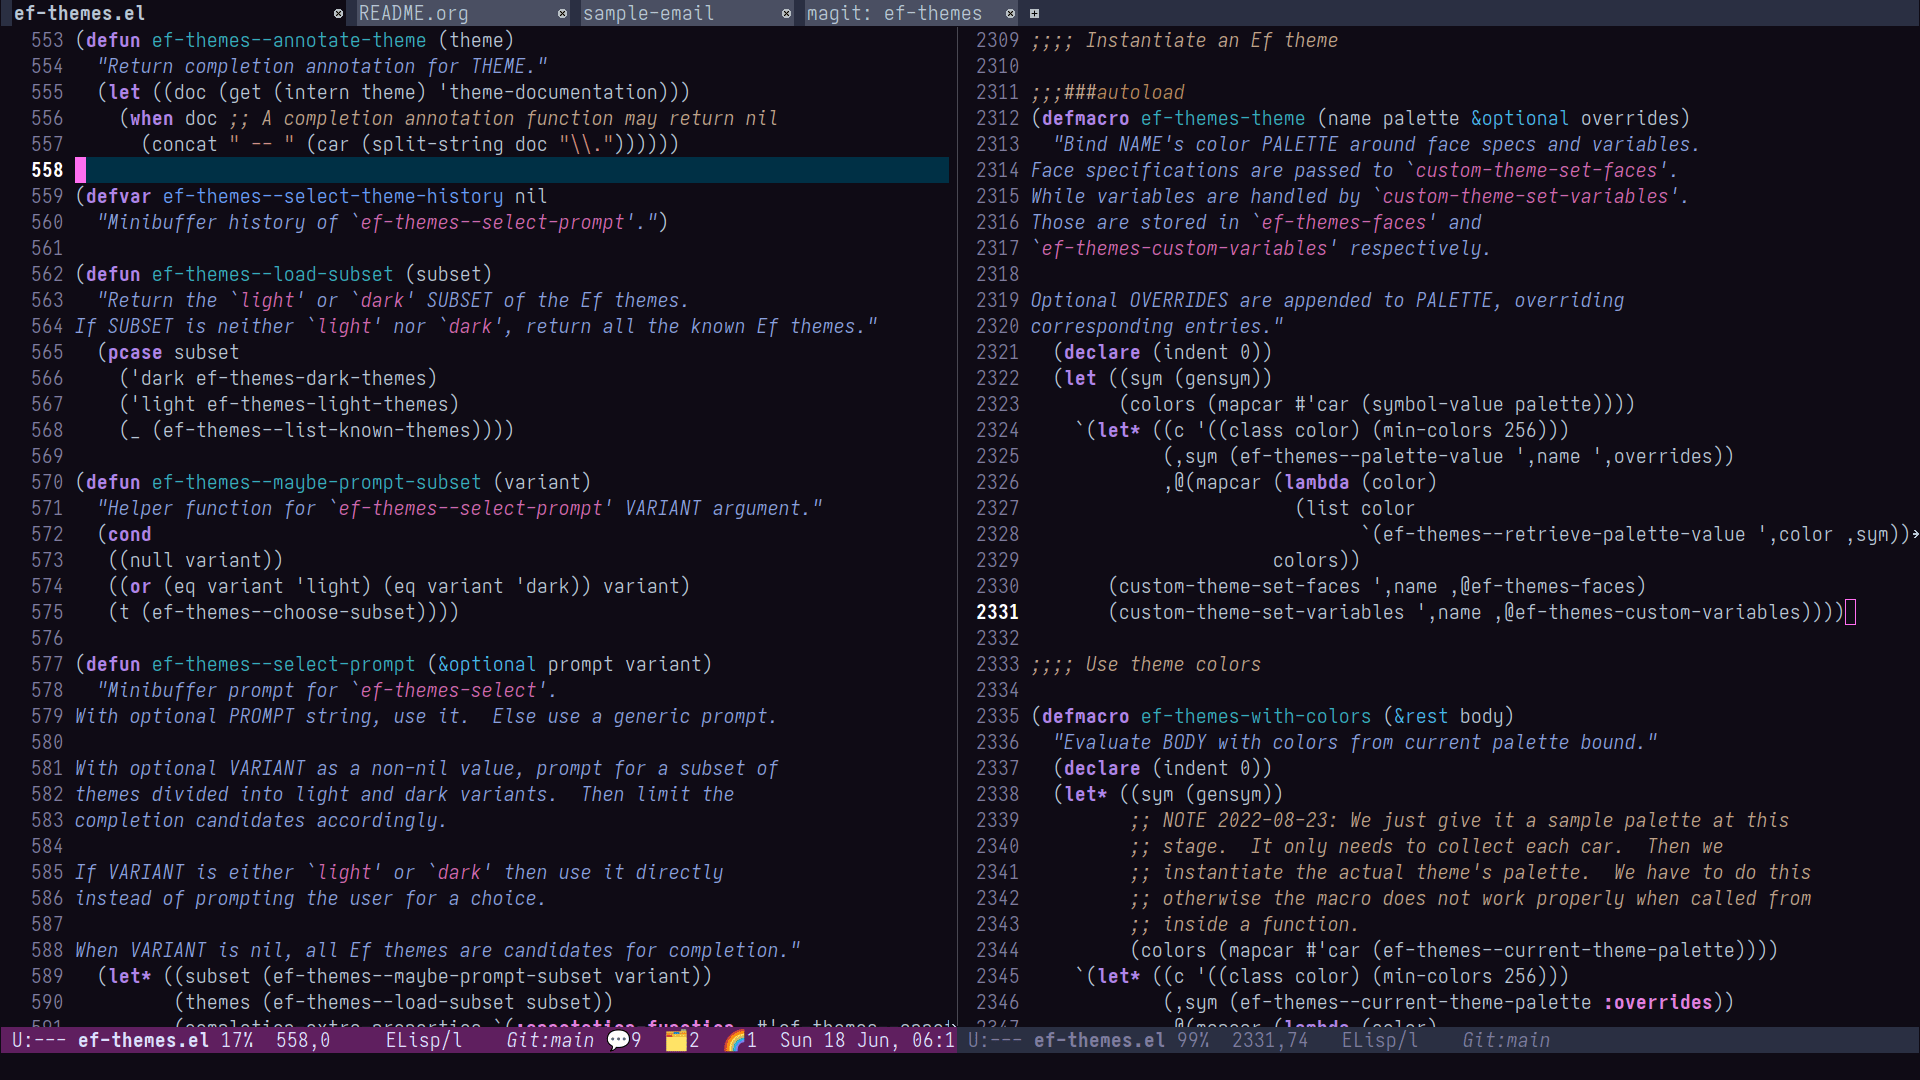 ef-themes.el README.org sample-email magit: ef-themes
553 (defun ef-themes--annotate-theme (theme)
554   "Return completion annotation for THEME."
555   (let ((doc (get (intern theme) 'theme-documentation)))
556     (when doc ;; A completion annotation function may return nil
557       (concat " -- " (car (split-string doc "\\."))))))
558
559 (defvar ef-themes--select-theme-history nil
560   "Minibuffer history of `ef-themes--select-prompt'.")
561
562 (defun ef-themes--load-subset (subset)
563   "Return the `light' or `dark' SUBSET of the Ef themes.
564 If SUBSET is neither `light' nor `dark', return all the known Ef themes."
565   (pcase subset
566     ('dark ef-themes-dark-themes)
567     ('light ef-themes-light-themes)
568     (_ (ef-themes--list-known-themes))))
569
570 (defun ef-themes--maybe-prompt-subset (variant)
571   "Helper function for `ef-themes--select-prompt' VARIANT argument."
572   (cond
573    ((null variant))
574    ((or (eq variant 'light) (eq variant 'dark)) variant)
575    (t (ef-themes--choose-subset))))
576
577 (defun ef-themes--select-prompt (&optional prompt variant)
578   "Minibuffer prompt for `ef-themes-select'.
579 With optional PROMPT string, use it.  Else use a generic prompt.
580
581 With optional VARIANT as a non-nil value, prompt for a subset of
582 themes divided into light and dark variants.  Then limit the
583 completion candidates accordingly.
584
585 If VARIANT is either `light' or `dark' then use it directly
586 instead of prompting the user for a choice.
587
588 When VARIANT is nil, all Ef themes are candidates for completion."
589   (let* ((subset (ef-themes--maybe-prompt-subset variant))
590          (themes (ef-themes--load-subset subset))
U:--- ef-themes.el 17%  558,0     ELisp/l    Git:main 💬9  🗂️2  🌈1  Sun 18 Jun, 06:1
2309 ;;;; Instantiate an Ef theme
2310
2311 ;;;###autoload
2312 (defmacro ef-themes-theme (name palette &optional overrides)
2313   "Bind NAME's color PALETTE around face specs and variables.
2314 Face specifications are passed to `custom-theme-set-faces'.
2315 While variables are handled by `custom-theme-set-variables'.
2316 Those are stored in `ef-themes-faces' and
2317 `ef-themes-custom-variables' respectively.
2318
2319 Optional OVERRIDES are appended to PALETTE, overriding
2320 corresponding entries."
2321   (declare (indent 0))
2322   (let ((sym (gensym))
2323         (colors (mapcar #'car (symbol-value palette))))
2324     `(let* ((c '((class color) (min-colors 256)))
2325             (,sym (ef-themes--palette-value ',name ',overrides))
2326             ,@(mapcar (lambda (color)
2327                         (list color
2328                               `(ef-themes--retrieve-palette-value ',color ,sym))
2329                       colors))
2330        (custom-theme-set-faces ',name ,@ef-themes-faces)
2331        (custom-theme-set-variables ',name ,@ef-themes-custom-variables))))
2332
2333 ;;;; Use theme colors
2334
2335 (defmacro ef-themes-with-colors (&rest body)
2336   "Evaluate BODY with colors from current palette bound."
2337   (declare (indent 0))
2338   (let* ((sym (gensym))
2339          ;; NOTE 2022-08-23: We just give it a sample palette at this
2340          ;; stage.  It only needs to collect each car.  Then we
2341          ;; instantiate the actual theme's palette.  We have to do this
2342          ;; otherwise the macro does not work properly when called from
2343          ;; inside a function.
2344          (colors (mapcar #'car (ef-themes--current-theme-palette))))
2345     `(let* ((c '((class color) (min-colors 256)))
2346             (,sym (ef-themes--current-theme-palette :overrides))
2347             ,@(mapcar (lambda (color)
U:--- ef-themes.el 99%  2331,74   ELisp/l    Git:main